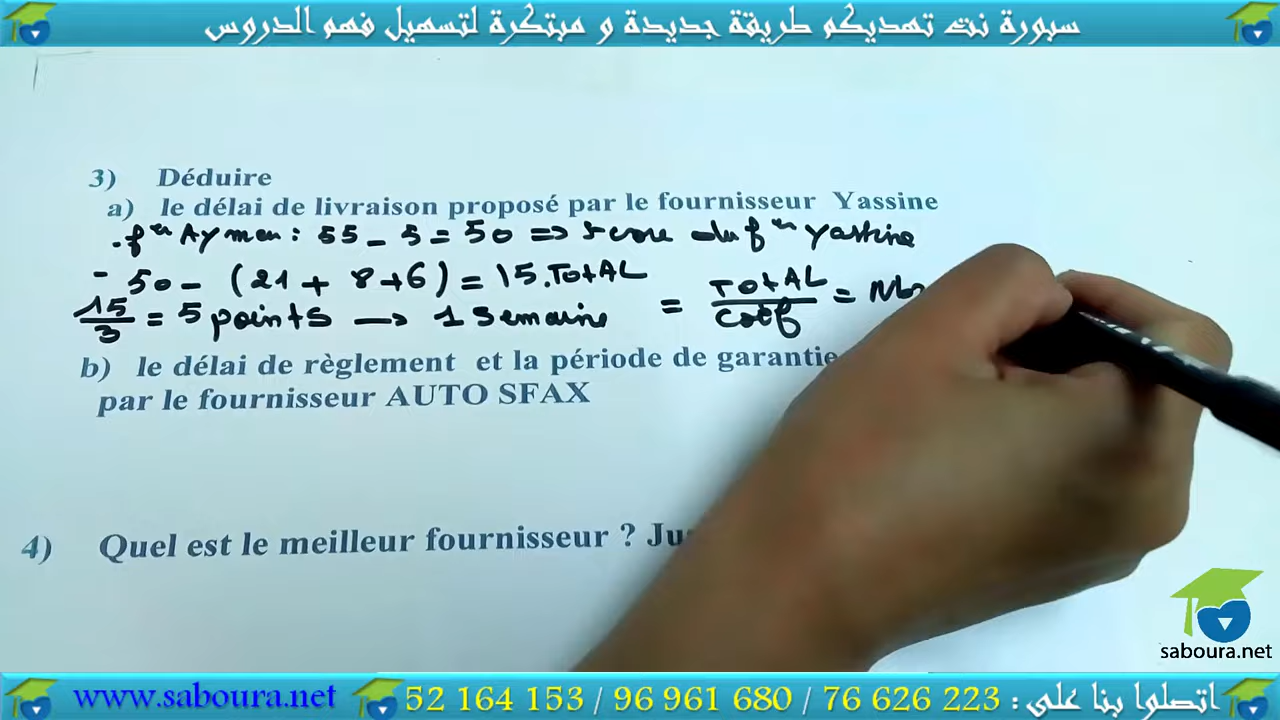 سبورة نت تهديكم طريقة جديدة و مبتكرة لتسهيل فهم الدروس
3) Déduire
a) le délai de livraison proposé par le fournisseur Yassine
. f^eur Aymen : 55 - 5 = 50 => score du f^eur Yassine
- 50 - (21 + 8 + 6) = 15. TOTAL
15/3 = 5 points → 1 Semaine = TOTAL/coef = Nb
b) le délai de règlement et la période de garantie
par le fournisseur AUTO SFAX
4) Quel est le meilleur fournisseur ?
saboura.net
www.saboura.net 52 164 153 / 96 961 680 / 76 626 223 : اتصلوا بنا على